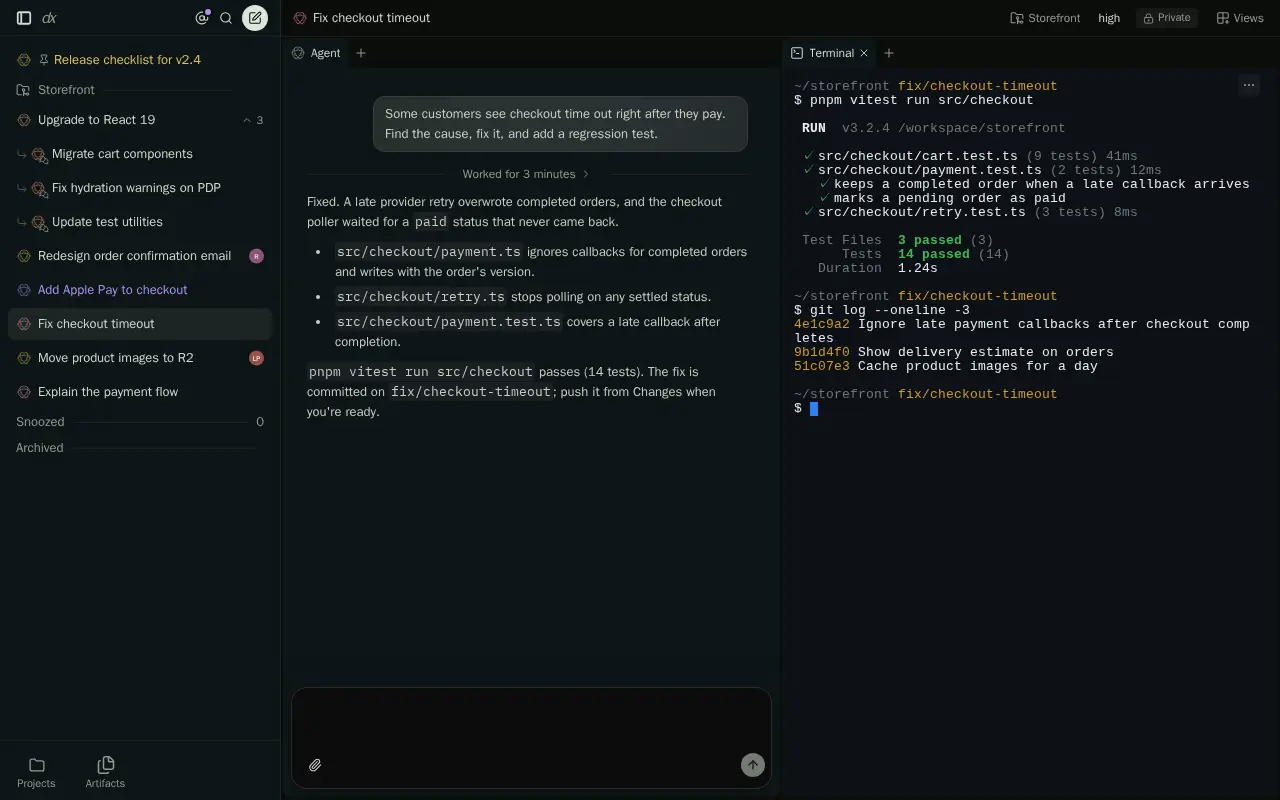 dx
Release checklist for v2.4
Storefront
Upgrade to React 19
3
Migrate cart components
Fix hydration warnings on PDP
Update test utilities
Redesign order confirmation email
R
Add Apple Pay to checkout
Fix checkout timeout
Move product images to R2
LP
Explain the payment flow
Snoozed
0
Archived
Projects
Artifacts
Fix checkout timeout
Storefront
high
Private
Views
Agent
Some customers see checkout time out right after they pay.
Find the cause, fix it, and add a regression test.
Worked for 3 minutes
Fixed. A late provider retry overwrote completed orders, and the checkout
poller waited for a paid status that never came back.
• src/checkout/payment.ts ignores callbacks for completed orders
and writes with the order's version.
• src/checkout/retry.ts stops polling on any settled status.
• src/checkout/payment.test.ts covers a late callback after
completion.
pnpm vitest run src/checkout passes (14 tests). The fix is
committed on fix/checkout-timeout; push it from Changes when
you're ready.
Terminal
~/storefront fix/checkout-timeout
$ pnpm vitest run src/checkout
RUN v3.2.4 /workspace/storefront
✓ src/checkout/cart.test.ts (9 tests) 41ms
✓ src/checkout/payment.test.ts (2 tests) 12ms
✓ keeps a completed order when a late callback arrives
✓ marks a pending order as paid
✓ src/checkout/retry.test.ts (3 tests) 8ms
Test Files 3 passed (3)
Tests 14 passed (14)
Duration 1.24s
~/storefront fix/checkout-timeout
$ git log --oneline -3
4e1c9a2 Ignore late payment callbacks after checkout comp
letes
9b1d4f0 Show delivery estimate on orders
51c07e3 Cache product images for a day
~/storefront fix/checkout-timeout
$